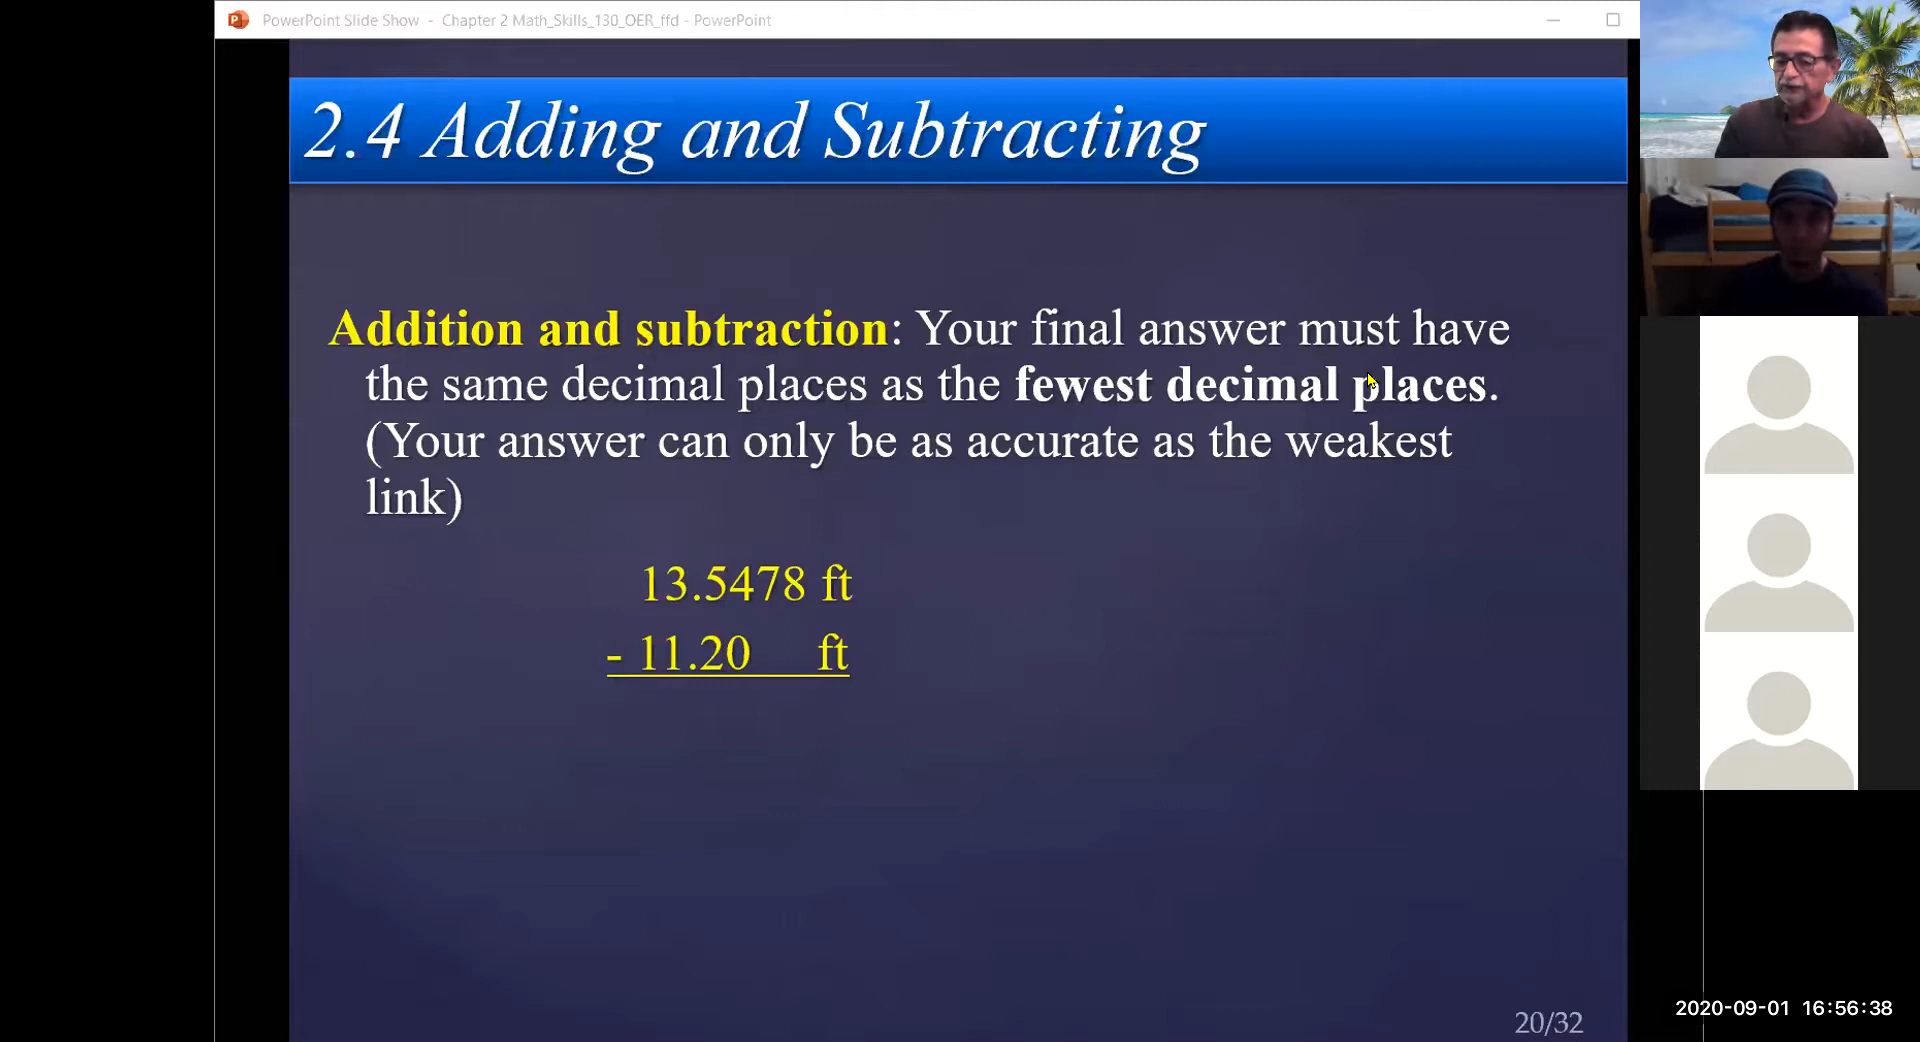 PowerPoint Slide Show - Chapter 2 Math_Skills_130_OER_ffd - PowerPoint
2.4 Adding and Subtracting
Addition and subtraction: Your final answer must have
the same decimal places as the fewest decimal places.
(Your answer can only be as accurate as the weakest
link)
13.5478 ft
- 11.20 ft
20/32
2020-09-01 16:56:38